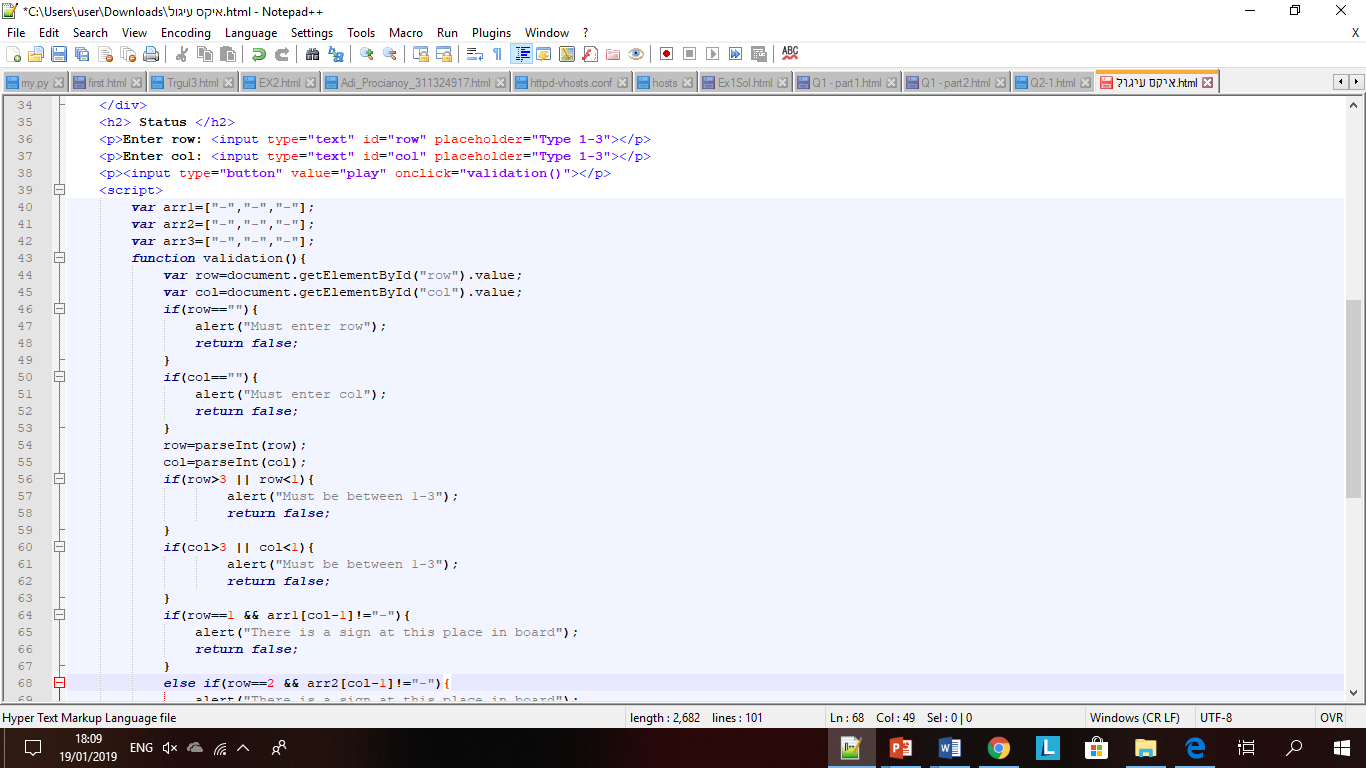 *C:\Users\user\Downloads\איקס עיגול.html - Notepad++
File Edit Search View Encoding Language Settings Tools Macro Run Plugins Window ? X
ABC
my.py first.html Trgul3.html EX2.html Adi_Procianoy_311324917.html httpd-vhosts.conf hosts Ex1Sol.html Q1 - part1.html Q1 - part2.html Q2-1.html איקס עיגול.html
34 </div>
35 <h2> Status </h2>
36 <p>Enter row: <input type="text" id="row" placeholder="Type 1-3"></p>
37 <p>Enter col: <input type="text" id="col" placeholder="Type 1-3"></p>
38 <p><input type="button" value="play" onclick="validation()"></p>
39 <script>
40 var arr1=["-","-","-"];
41 var arr2=["-","-","-"];
42 var arr3=["-","-","-"];
43 function validation(){
44 var row=document.getElementById("row").value;
45 var col=document.getElementById("col").value;
46 if(row==""){
47 alert("Must enter row");
48 return false;
49 }
50 if(col==""){
51 alert("Must enter col");
52 return false;
53 }
54 row=parseInt(row);
55 col=parseInt(col);
56 if(row>3 || row<1){
57 alert("Must be between 1-3");
58 return false;
59 }
60 if(col>3 || col<1){
61 alert("Must be between 1-3");
62 return false;
63 }
64 if(row==1 && arr1[col-1]!="-"){
65 alert("There is a sign at this place in board");
66 return false;
67 }
68 else if(row==2 && arr2[col-1]!="-"){
69 alert("There is a sign at this place in board");
Hyper Text Markup Language file length : 2,682 lines : 101 Ln : 68 Col : 49 Sel : 0 | 0 Windows (CR LF) UTF-8 OVR
18:09
19/01/2019
ENG